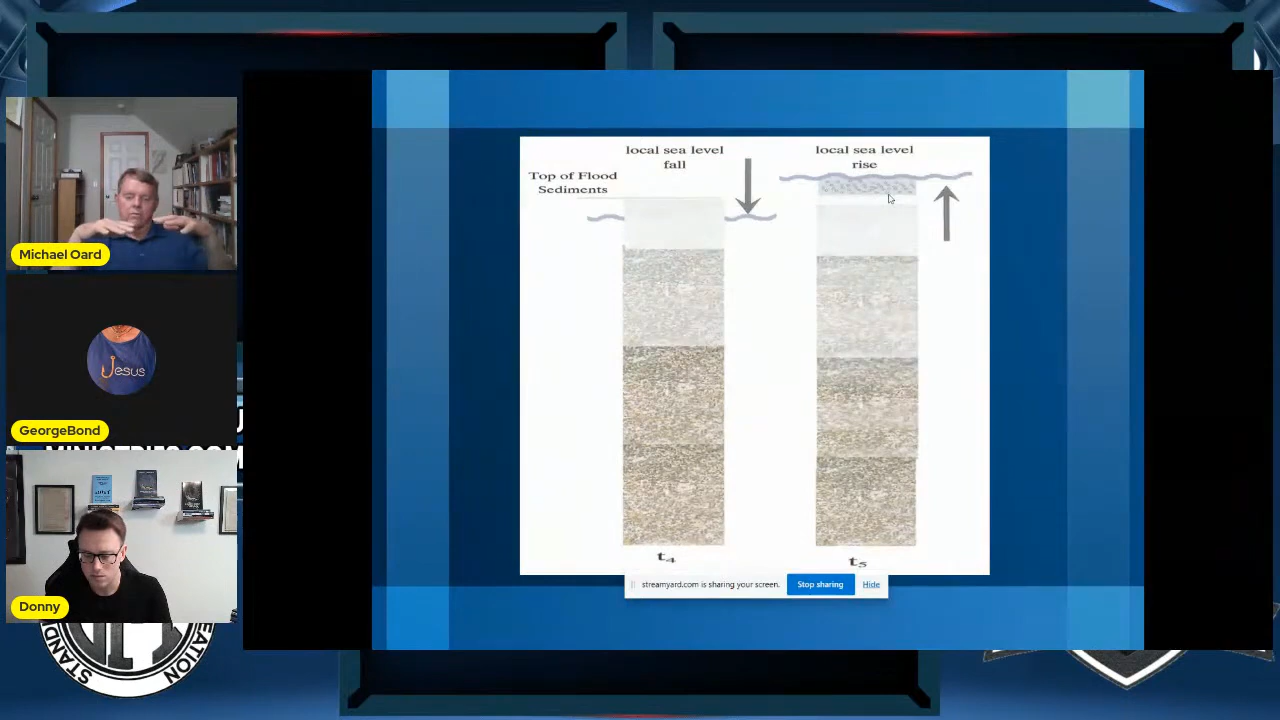 local sea level
fall
local sea level
rise
Top of Flood
Sediments
t4
t5
streamyard.com is sharing your screen.
Stop sharing
Hide
Michael Oard
Jesus
GeorgeBond
Donny